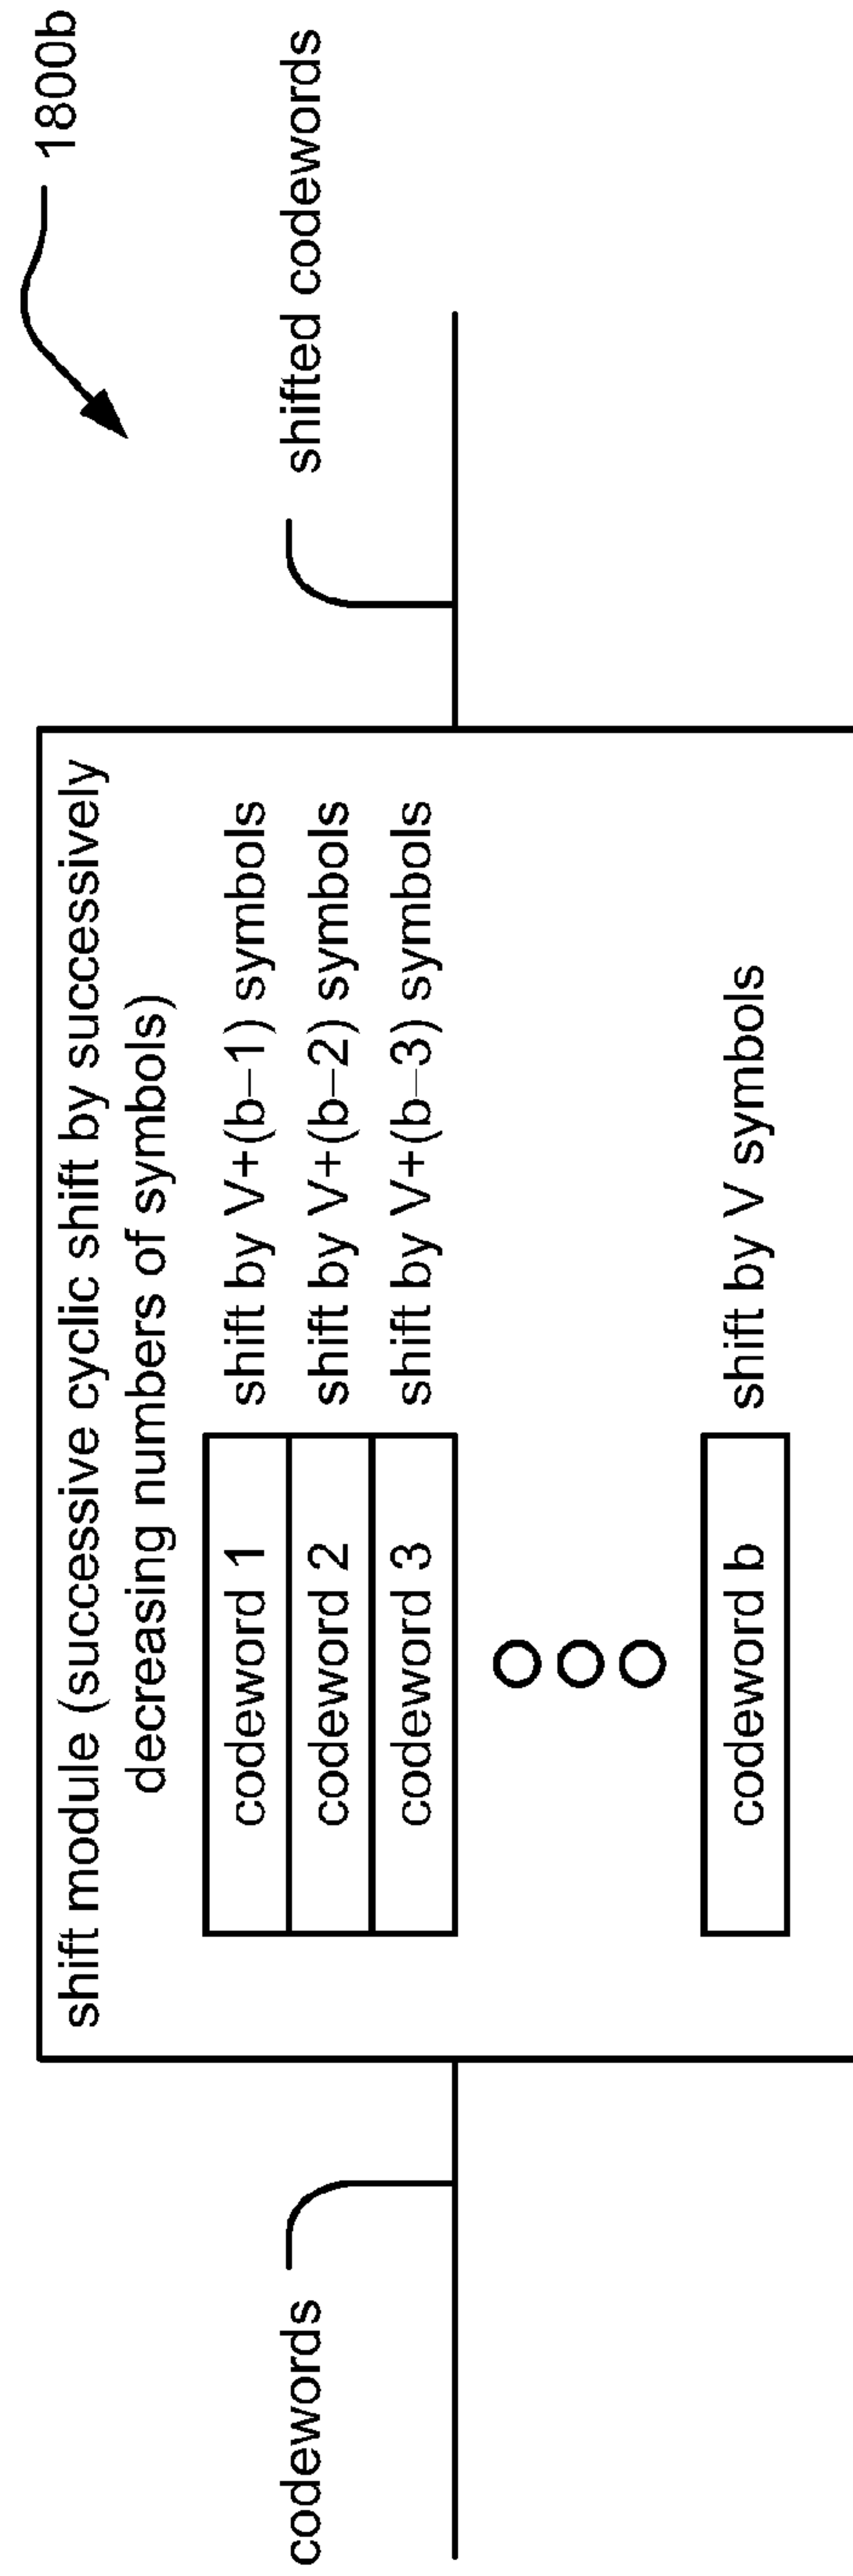 1800b
shift module (successive cyclic shift by successively
decreasing numbers of symbols)
codewords
shifted codewords
codeword 1 shift by V+(b–1) symbols
codeword 2 shift by V+(b–2) symbols
codeword 3 shift by V+(b–3) symbols
codeword b shift by V symbols